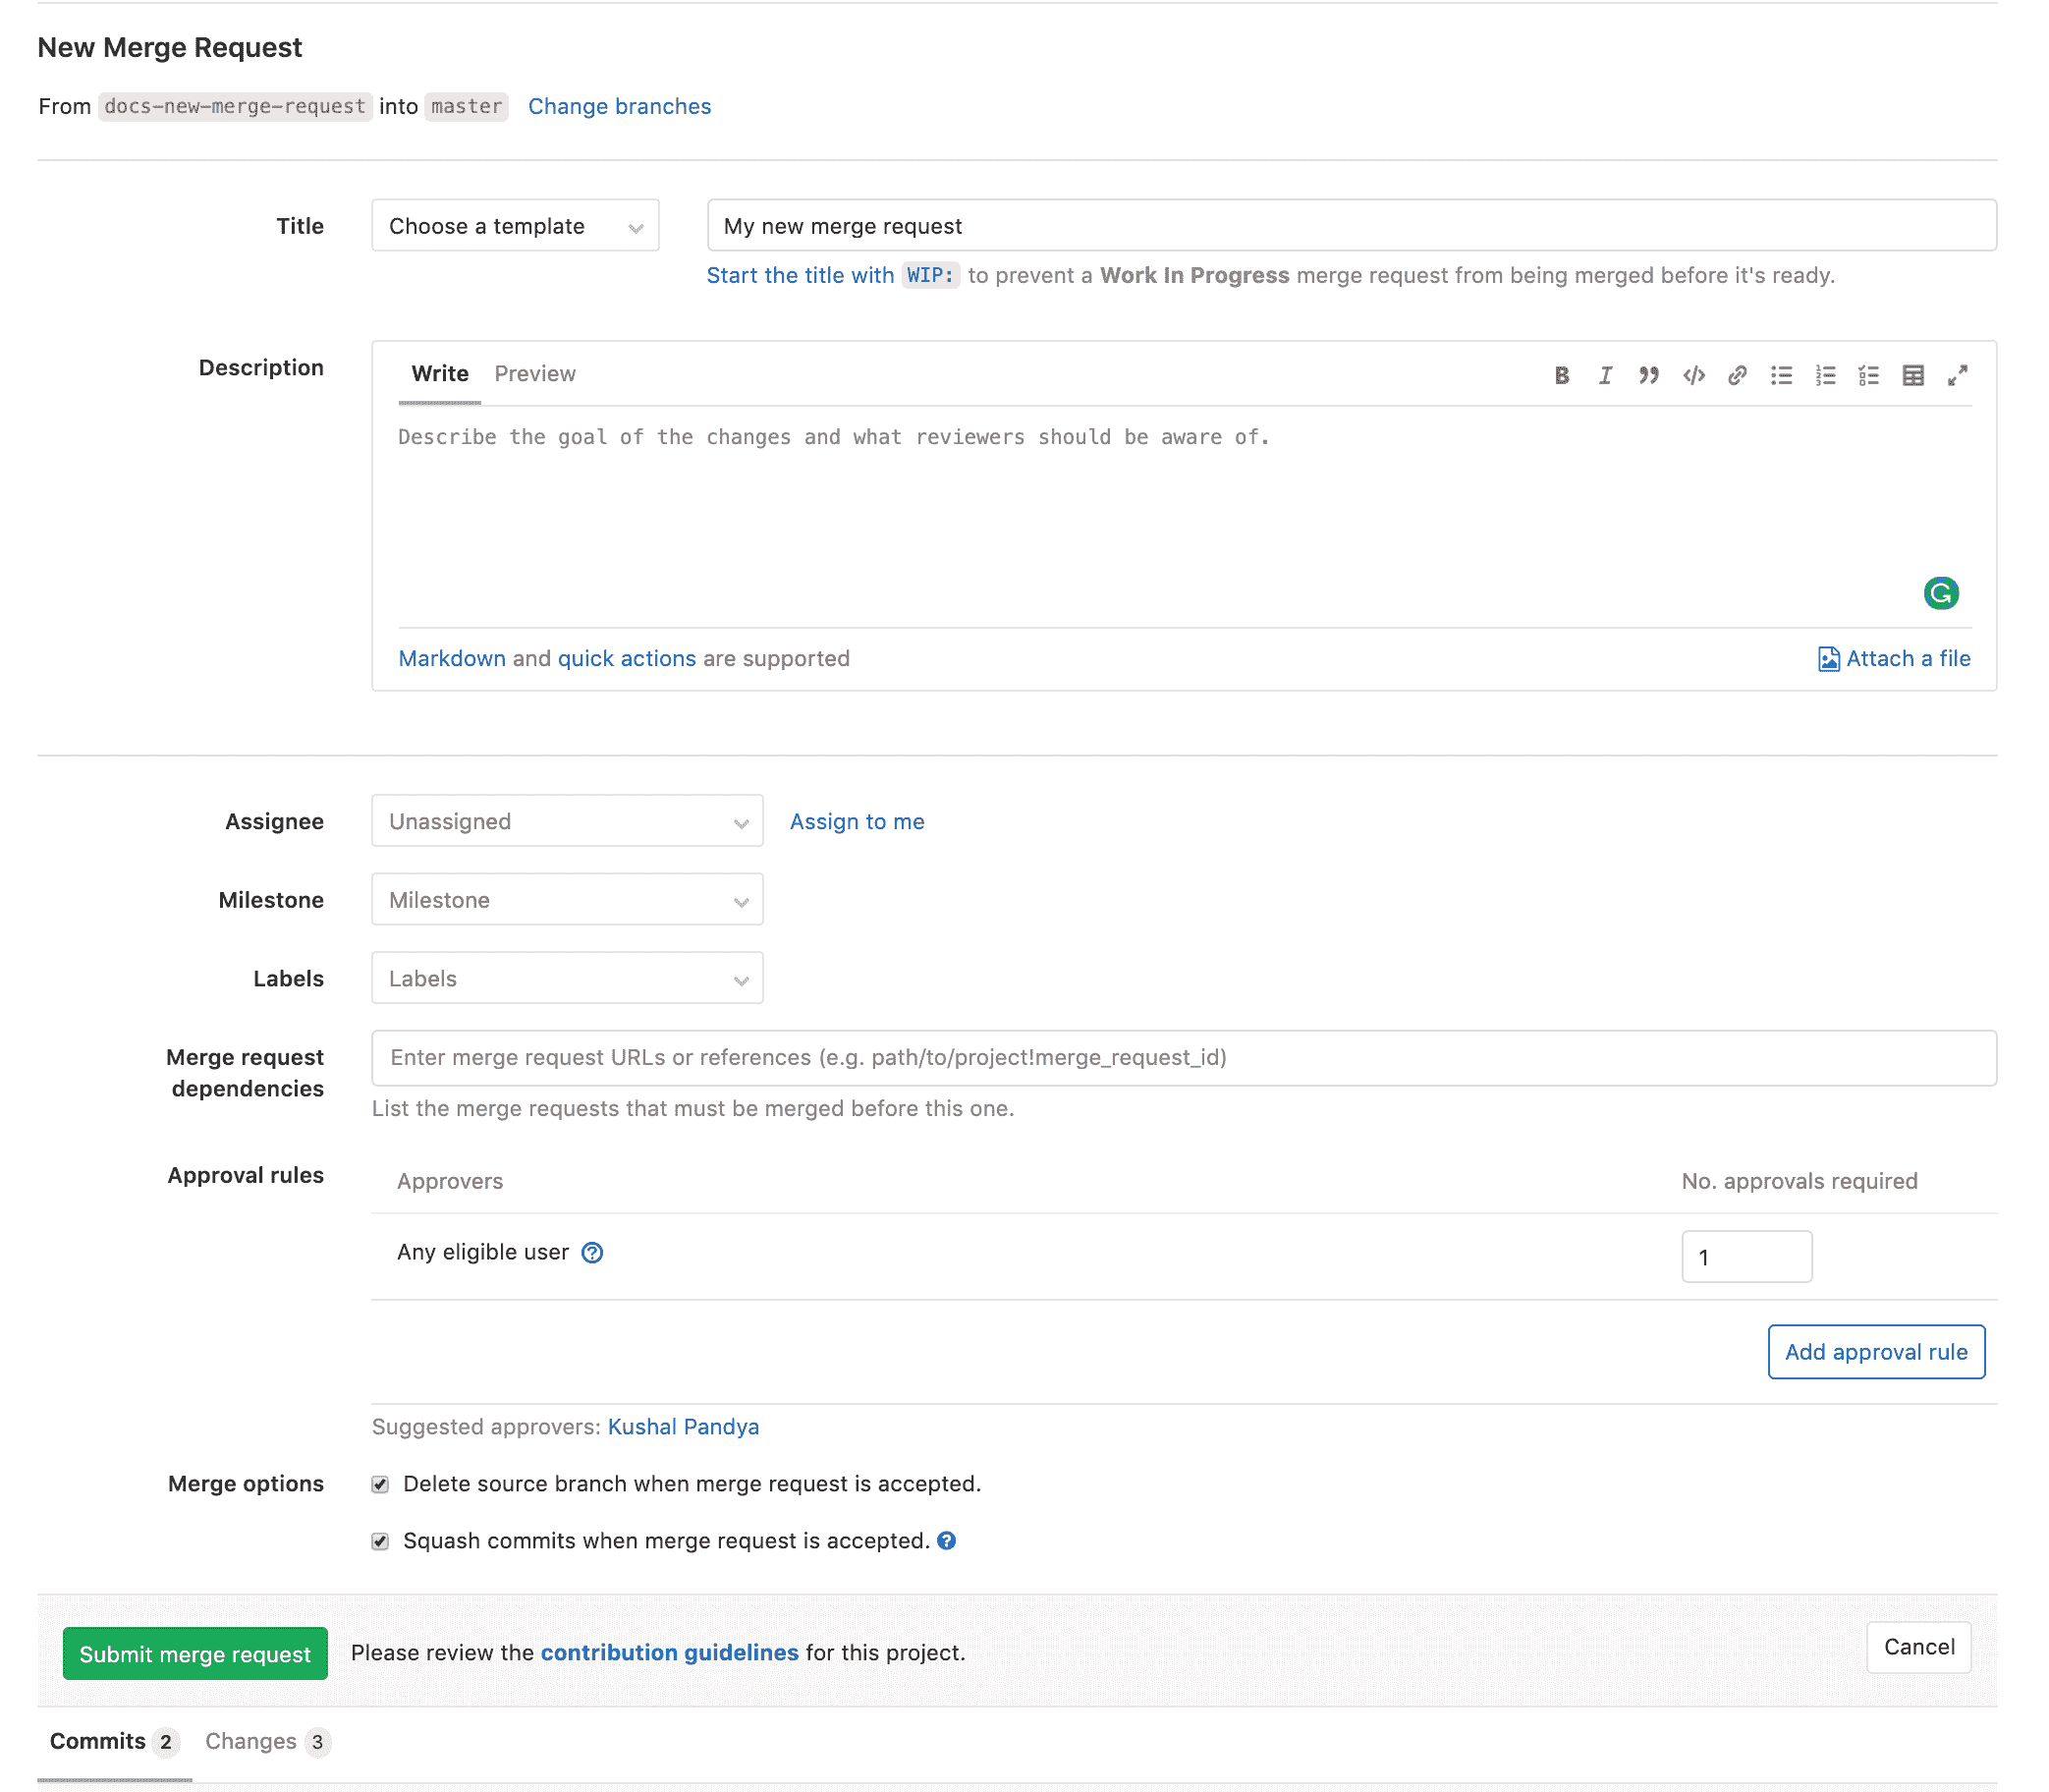 New Merge Request
From docs-new-merge-request into master Change branches
Title Choose a template My new merge request
Start the title with WIP: to prevent a Work In Progress merge request from being merged before it's ready.
Description Write Preview
Describe the goal of the changes and what reviewers should be aware of.
Markdown and quick actions are supported Attach a file
Assignee Unassigned Assign to me
Milestone Milestone
Labels Labels
Merge request dependencies Enter merge request URLs or references (e.g. path/to/project!merge_request_id)
List the merge requests that must be merged before this one.
Approval rules Approvers No. approvals required
Any eligible user 1
Add approval rule
Suggested approvers: Kushal Pandya
Merge options Delete source branch when merge request is accepted.
Squash commits when merge request is accepted.
Submit merge request Please review the contribution guidelines for this project. Cancel
Commits 2 Changes 3